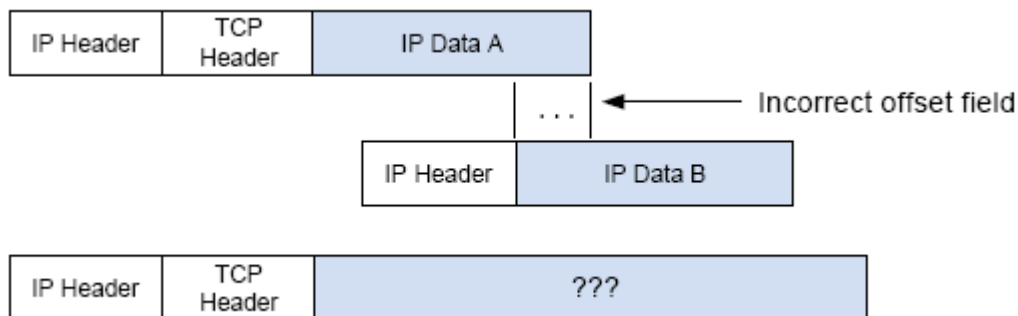 IP Header
TCP
Header
IP Data A
. . .
Incorrect offset field
IP Header
IP Data B
IP Header
TCP
Header
???